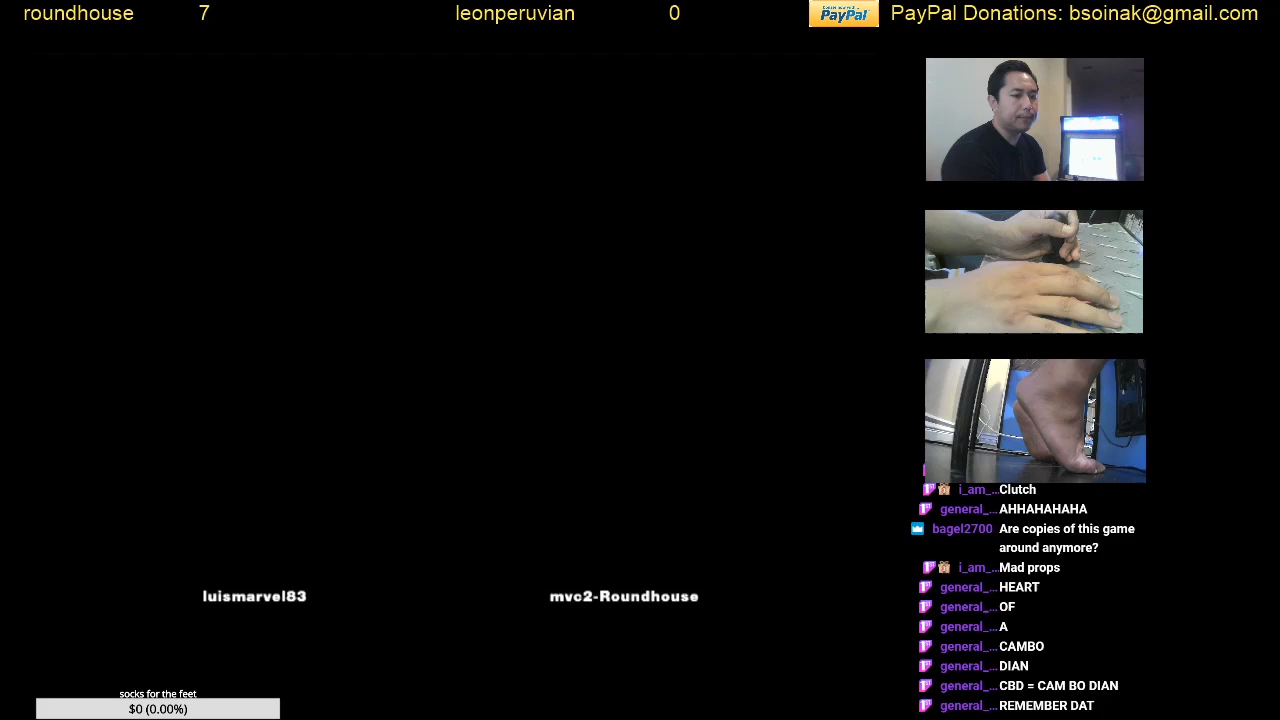 roundhouse 7 leonperuvian 0 PayPal PayPal Donations: bsoinak@gmail.com
i_am_... Clutch
general_... AHHAHAHAHA
bagel2700 Are copies of this game
around anymore?
i_am_... Mad props
general_... HEART
general_... OF
general_... A
general_... CAMBO
general_... DIAN
general_... CBD = CAM BO DIAN
general_... REMEMBER DAT
luismarvel83 mvc2-Roundhouse
socks for the feet
$0 (0.00%)